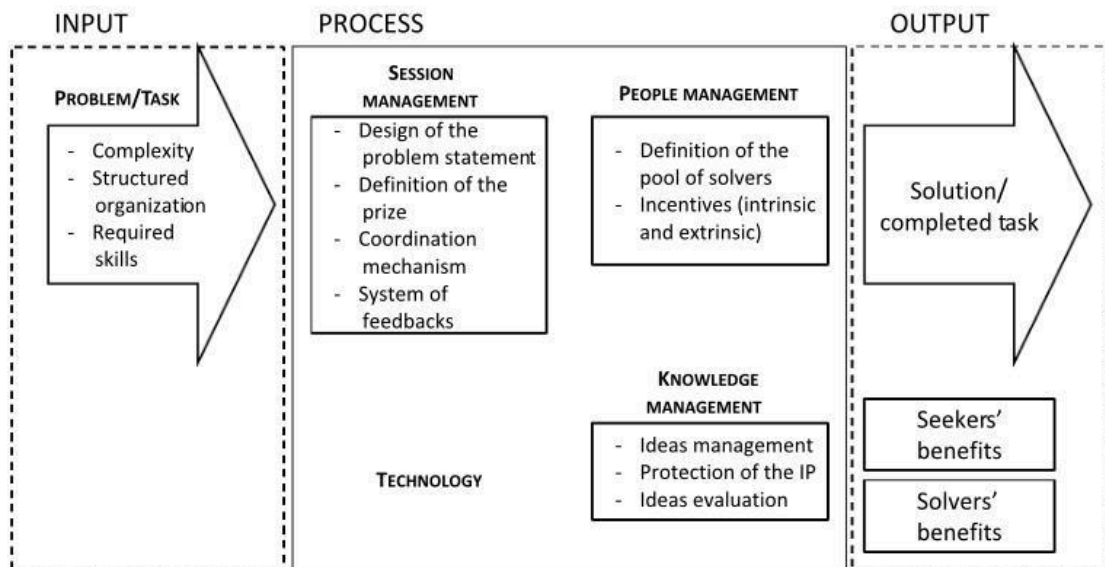 INPUT
PROBLEM/TASK
- Complexity
- Structured
organization
- Required
skills
PROCESS
SESSION
MANAGEMENT
- Design of the
problem statement
- Definition of the
prize
- Coordination
mechanism
- System of
feedbacks
PEOPLE MANAGEMENT
- Definition of the
pool of solvers
- Incentives (intrinsic
and extrinsic)
TECHNOLOGY
KNOWLEDGE
MANAGEMENT
- Ideas management
- Protection of the IP
- Ideas evaluation
OUTPUT
Solution/
completed task
Seekers'
benefits
Solvers'
benefits